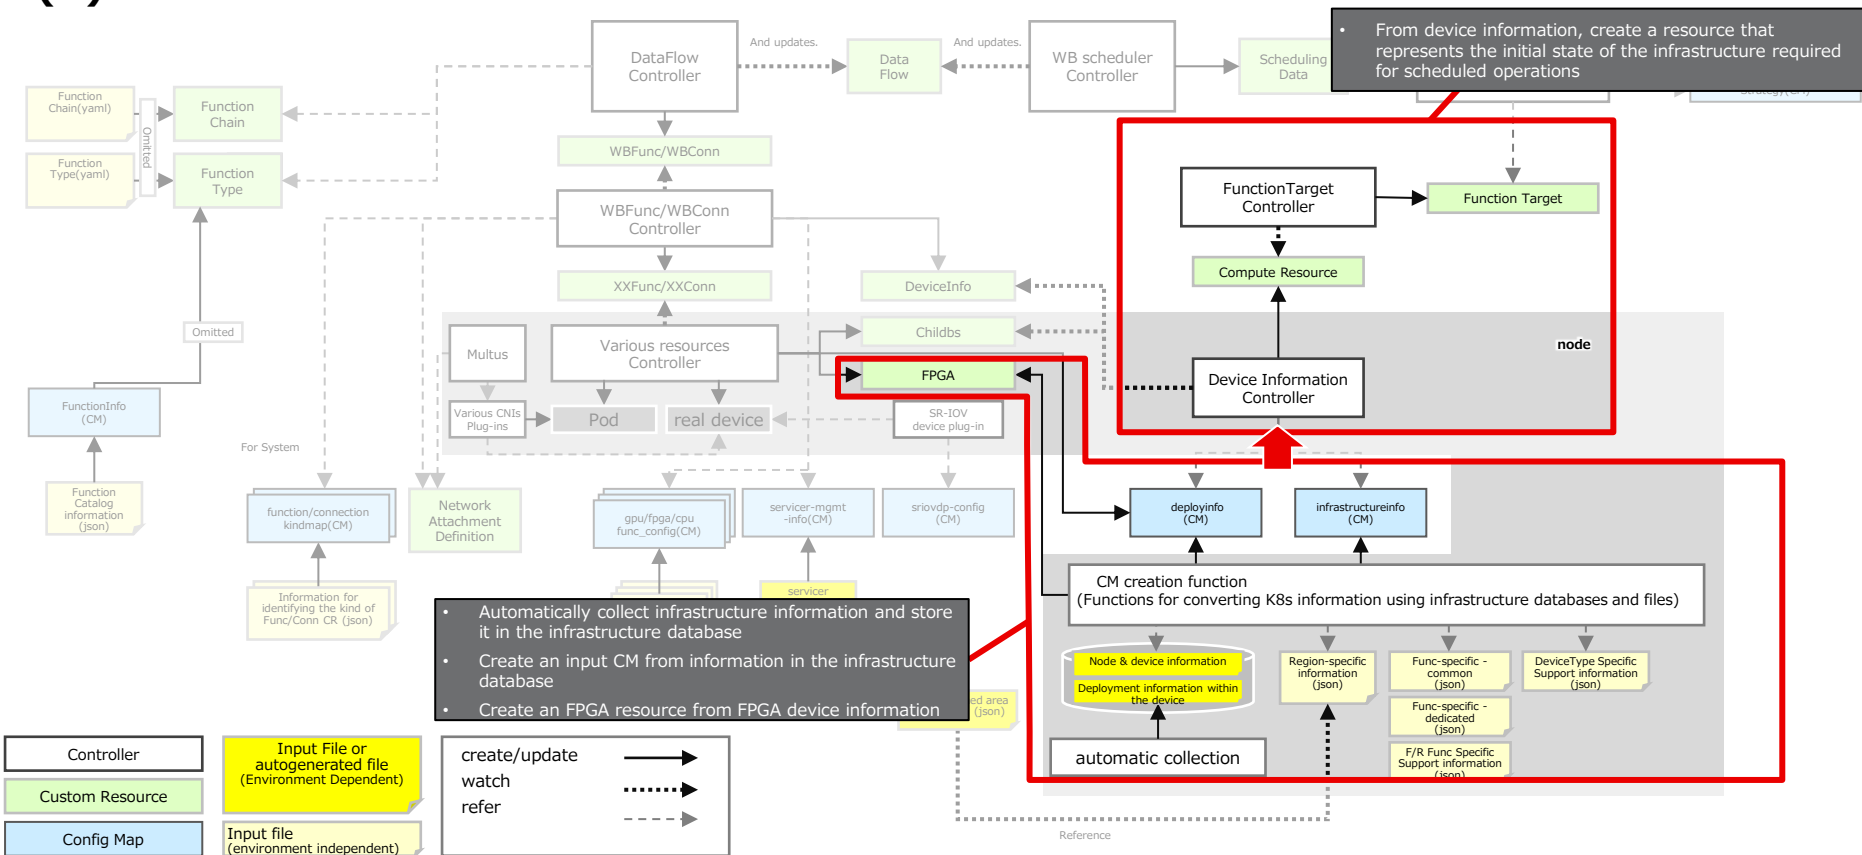 From device information, create a resource that
represents the initial state of the infrastructure required
for scheduled operations
DataFlow
Controller
And updates.
Data
Flow
And updates.
WB scheduler
Controller
Scheduling
Data
Strategy(CM)
Function
Chain(yaml)
Function
Chain
Omitted
Function
Type(yaml)
Function
Type
WBFunc/WBConn
WBFunc/WBConn
Controller
XXFunc/XXConn
DeviceInfo
FunctionTarget
Controller
Function Target
Compute Resource
Omitted
Multus
Various resources
Controller
Childbs
FPGA
node
Device Information
Controller
FunctionInfo
(CM)
Various CNIs
Plug-ins
Pod
real device
SR-IOV
device plug-in
For System
Function
Catalog
information
(json)
function/connection
kindmap(CM)
Network
Attachment
Definition
gpu/fpga/cpu
func_config(CM)
servicer-mgmt
-info(CM)
sriovdp-config
(CM)
deployinfo
(CM)
infrastructureinfo
(CM)
Information for
identifying the kind of
Func/Conn CR (json)
servicer
CM creation function
(Functions for converting K8s information using infrastructure databases and files)
• Automatically collect infrastructure information and store
it in the infrastructure database
• Create an input CM from information in the infrastructure
database
• Create an FPGA resource from FPGA device information
ed area
(json)
Node & device information
Deployment information within
the device
Region-specific
information
(json)
Func-specific -
common
(json)
DeviceType Specific
Support information
(json)
Func-specific -
dedicated
(json)
F/R Func Specific
Support information
(json)
automatic collection
Reference
Controller
Custom Resource
Config Map
Input File or
autogenerated file
(Environment Dependent)
Input file
(environment independent)
create/update
watch
refer